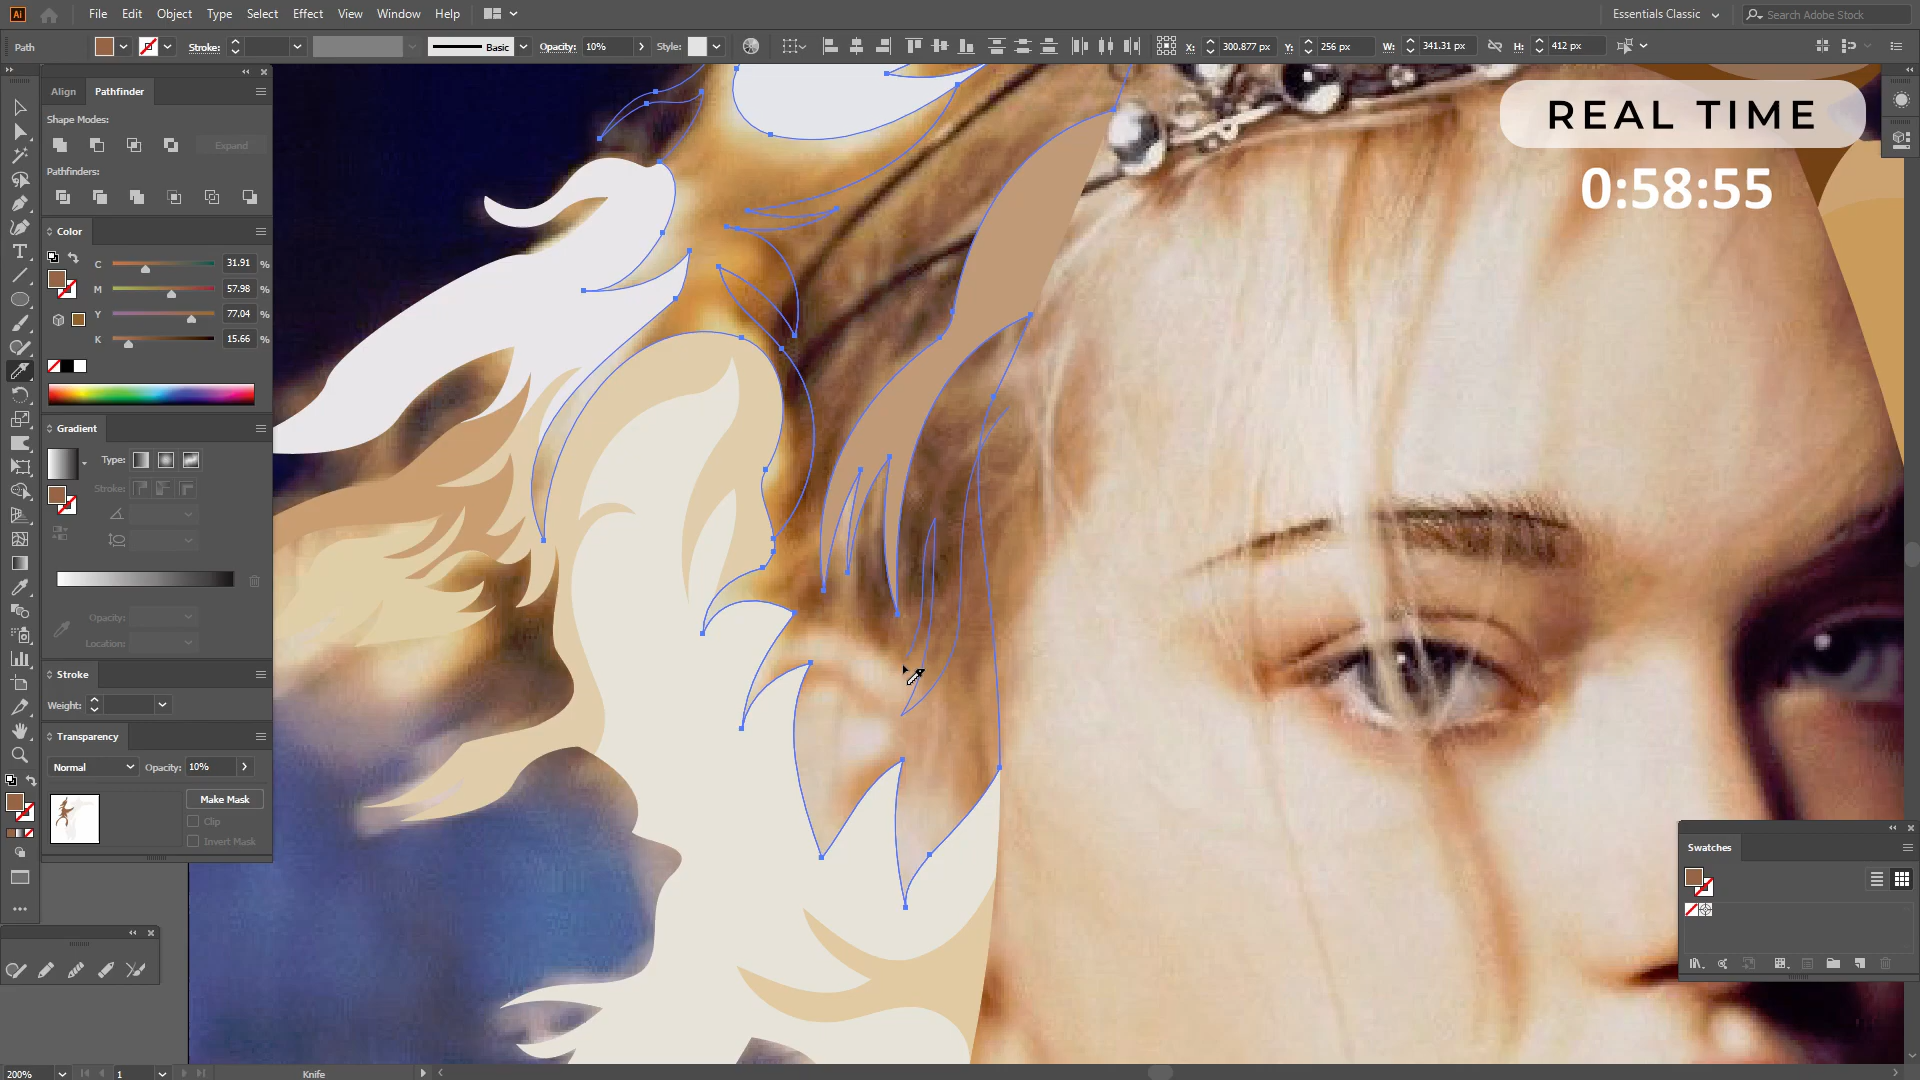 Ai File Edit Object Type Select Effect View Window Help Essentials Classic Search Adobe Stock
Path Stroke: Basic Opacity: 10% Style: X: 300.877 px Y: 256 px W: 341.31 px H: 412 px
Align Pathfinder
Shape Modes:
Expand
Pathfinders:
REAL TIME
0:58:55
Color
C 31.91 %
M 57.98 %
Y 77.04 %
K 15.66 %
Gradient
Type:
Stroke:
Opacity:
Location:
Stroke
Weight:
Transparency
Normal Opacity: 10%
Make Mask
Clip
Invert Mask
Swatches
200% 1 Knife